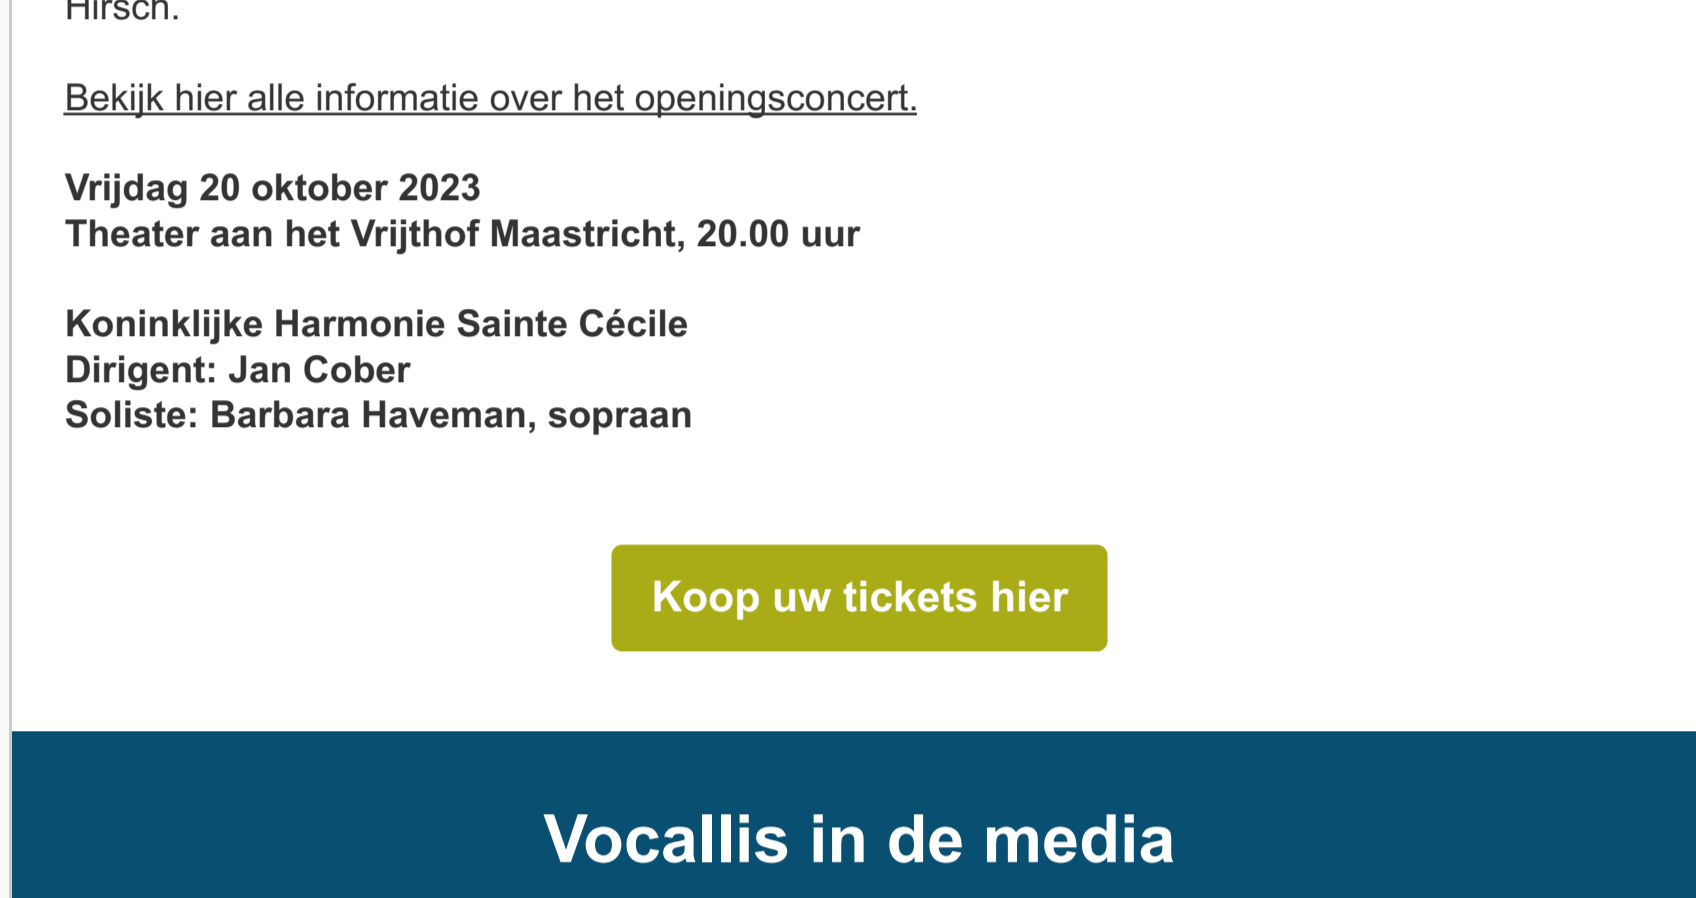 Hirsch.
Bekijk hier alle informatie over het openingsconcert.
Vrijdag 20 oktober 2023
Theater aan het Vrijthof Maastricht, 20.00 uur
Koninklijke Harmonie Sainte Cécile
Dirigent: Jan Cober
Soliste: Barbara Haveman, sopraan
Koop uw tickets hier
Vocallis in de media